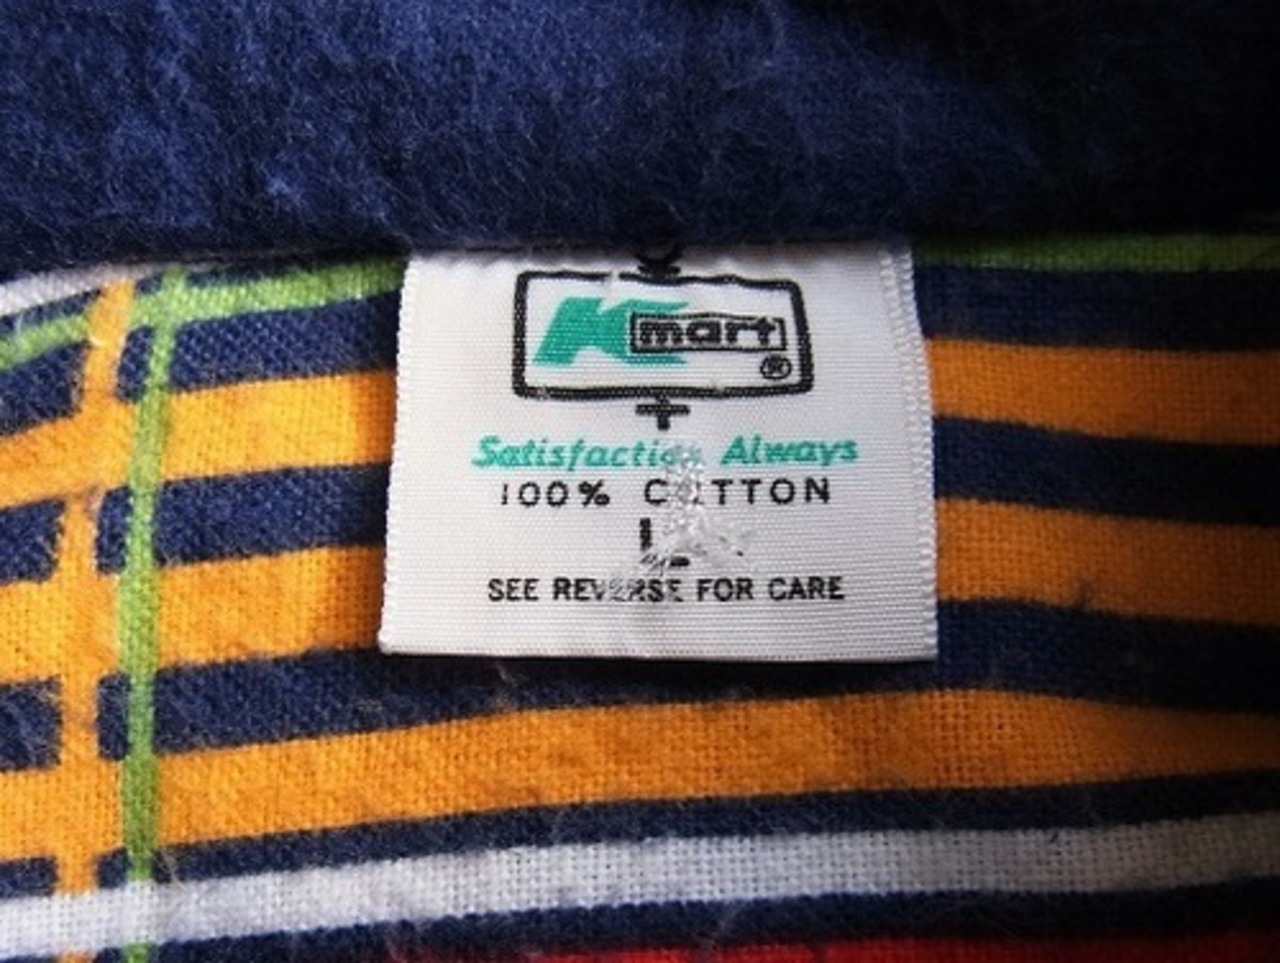 Kmart ®
Satisfaction Always
100% COTTON
L
SEE REVERSE FOR CARE